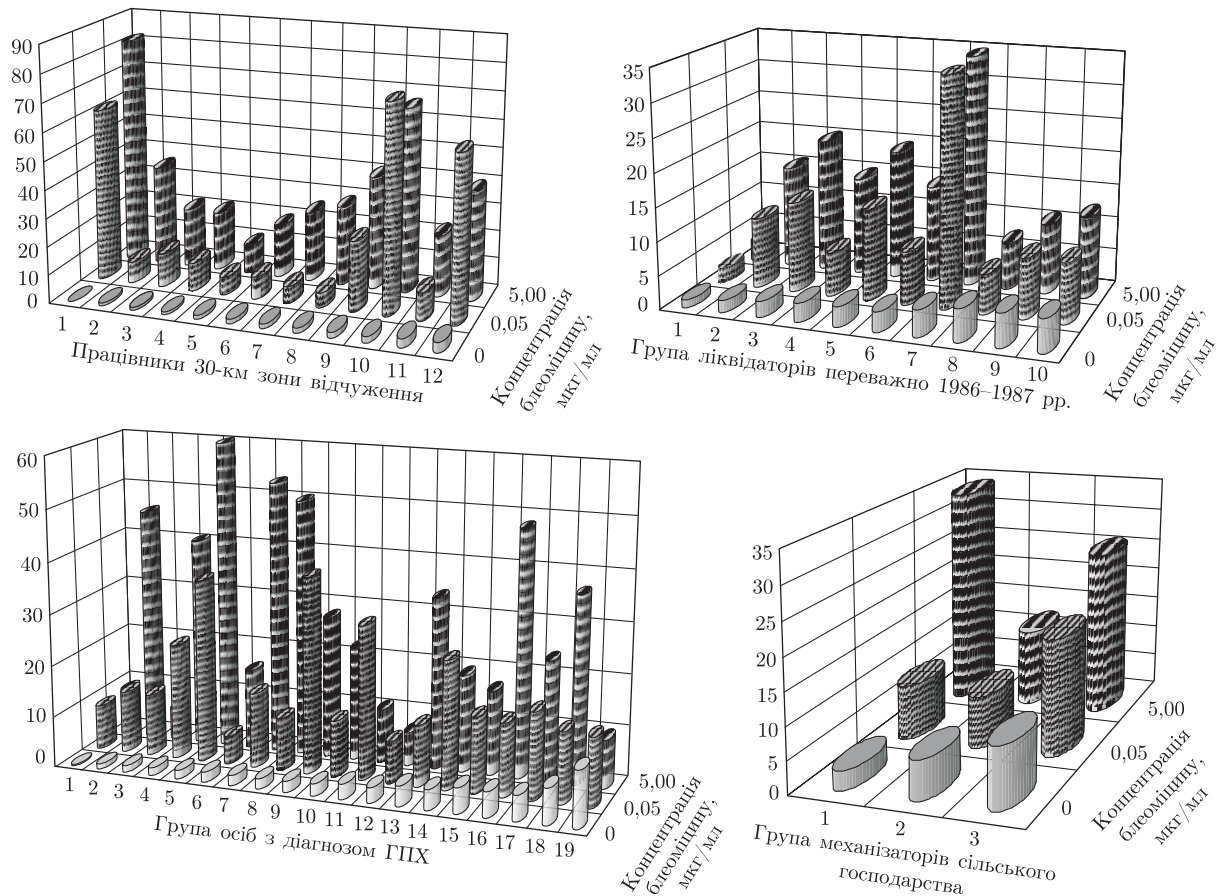 90
80
70
60
50
40
30
20
10
0
1 2 3 4 5 6 7 8 9 10 11 12
Працівники 30-км зони відчуження
0
0,05
5,00
Концентрація
блеоміцину,
мкг/мл
35
30
25
20
15
10
5
0
1 2 3 4 5 6 7 8 9 10
Група ліквідаторів переважно 1986–1987 рр.
0
0,05
5,00
Концентрація
блеоміцину,
мкг/мл
60
50
40
30
20
10
0
1 2 3 4 5 6 7 8 9 10 11 12 13 14 15 16 17 18 19
Група осіб з діагнозом ГПХ
0
0,05
5,00
Концентрація
блеоміцину,
мкг/мл
35
30
25
20
15
10
5
0
1 2 3
Група механізаторів сільського
господарства
0
0,05
5,00
Концентрація
блеоміцину,
мкг/мл